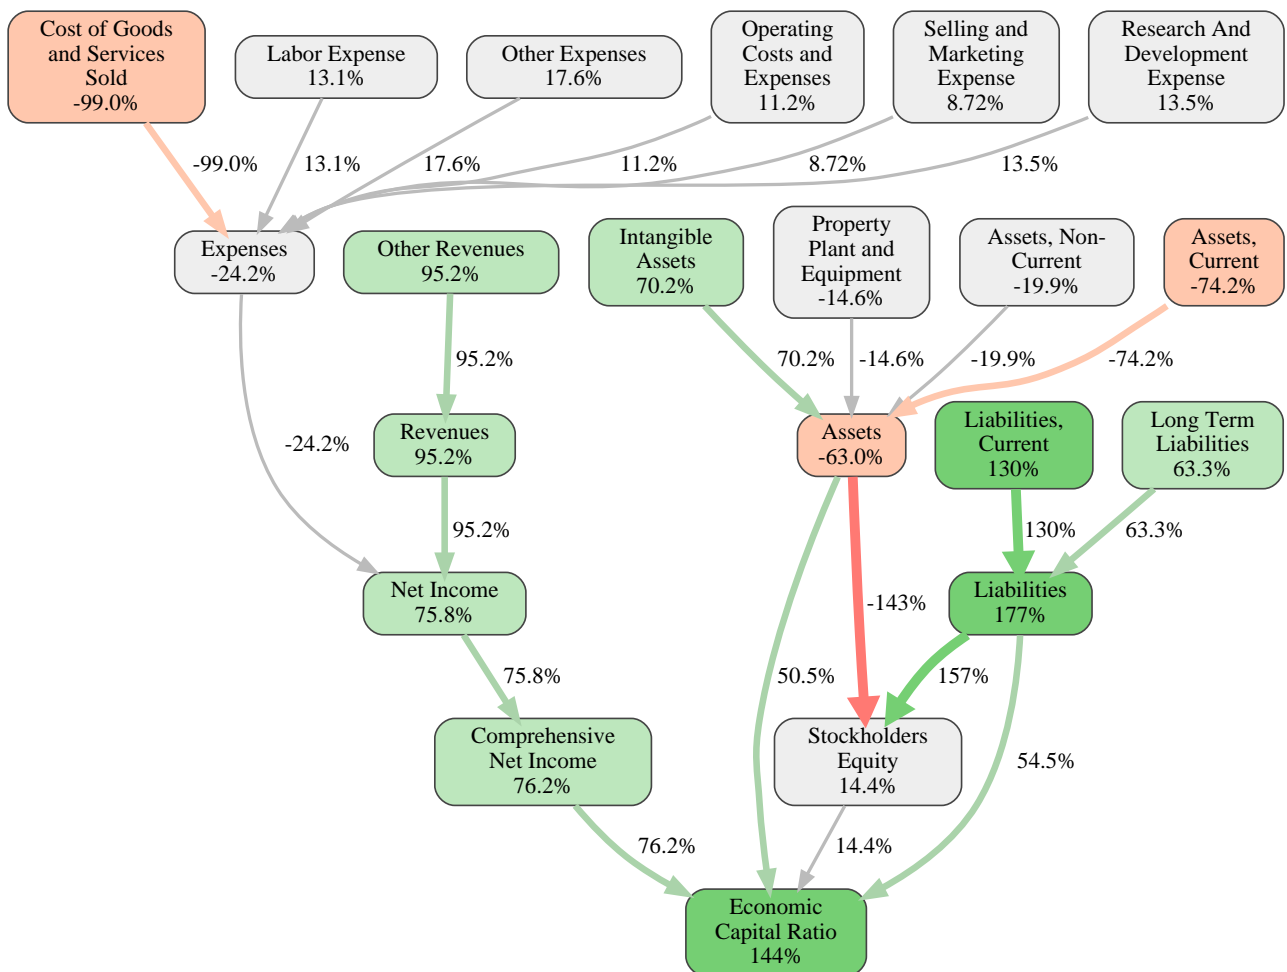 Cost of Goods
and Services
Sold
-99.0%
Labor Expense
13.1%
Other Expenses
17.6%
Operating
Costs and
Expenses
11.2%
Selling and
Marketing
Expense
8.72%
Research And
Development
Expense
13.5%
-99.0%
13.1%
17.6%
11.2%
8.72%
13.5%
Expenses
-24.2%
Other Revenues
95.2%
Intangible
Assets
70.2%
Property
Plant and
Equipment
-14.6%
Assets, Non-
Current
-19.9%
Assets,
Current
-74.2%
95.2%
70.2%
-14.6%
-19.9%
-74.2%
-24.2%
Revenues
95.2%
Assets
-63.0%
Liabilities,
Current
130%
Long Term
Liabilities
63.3%
95.2%
130%
63.3%
Net Income
75.8%
-143%
Liabilities
177%
75.8%
50.5%
157%
Comprehensive
Net Income
76.2%
Stockholders
Equity
14.4%
54.5%
76.2%
14.4%
Economic
Capital Ratio
144%